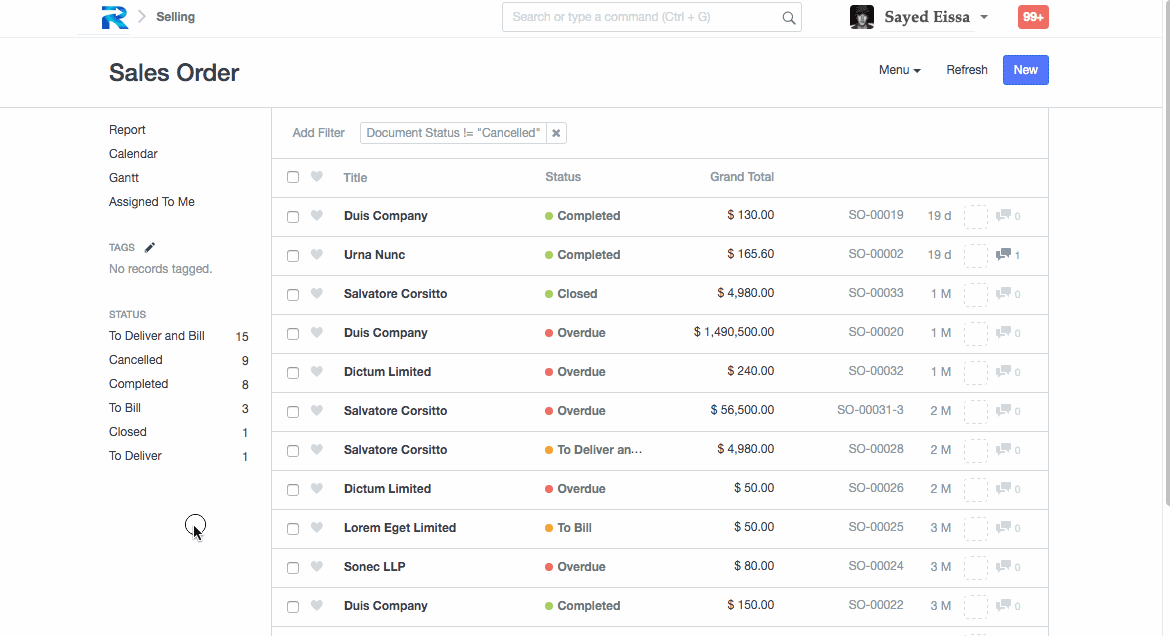 Selling
Search or type a command (Ctrl + G)
Sayed Eissa
99+
Sales Order
Menu
Refresh
New
Report
Calendar
Gantt
Assigned To Me
TAGS
No records tagged.
STATUS
To Deliver and Bill 15
Cancelled 9
Completed 8
To Bill 3
Closed 1
To Deliver 1
Add Filter Document Status != "Cancelled"
Title Status Grand Total
Duis Company Completed $ 130.00 SO-00019 19 d 0
Urna Nunc Completed $ 165.60 SO-00002 19 d 1
Salvatore Corsitto Closed $ 4,980.00 SO-00033 1 M 0
Duis Company Overdue $ 1,490,500.00 SO-00020 1 M 0
Dictum Limited Overdue $ 240.00 SO-00032 1 M 0
Salvatore Corsitto Overdue $ 56,500.00 SO-00031-3 2 M 0
Salvatore Corsitto To Deliver an... $ 4,980.00 SO-00028 2 M 0
Dictum Limited Overdue $ 50.00 SO-00026 2 M 0
Lorem Eget Limited To Bill $ 50.00 SO-00025 3 M 0
Sonec LLP Overdue $ 80.00 SO-00024 3 M 0
Duis Company Completed $ 150.00 SO-00022 3 M 0